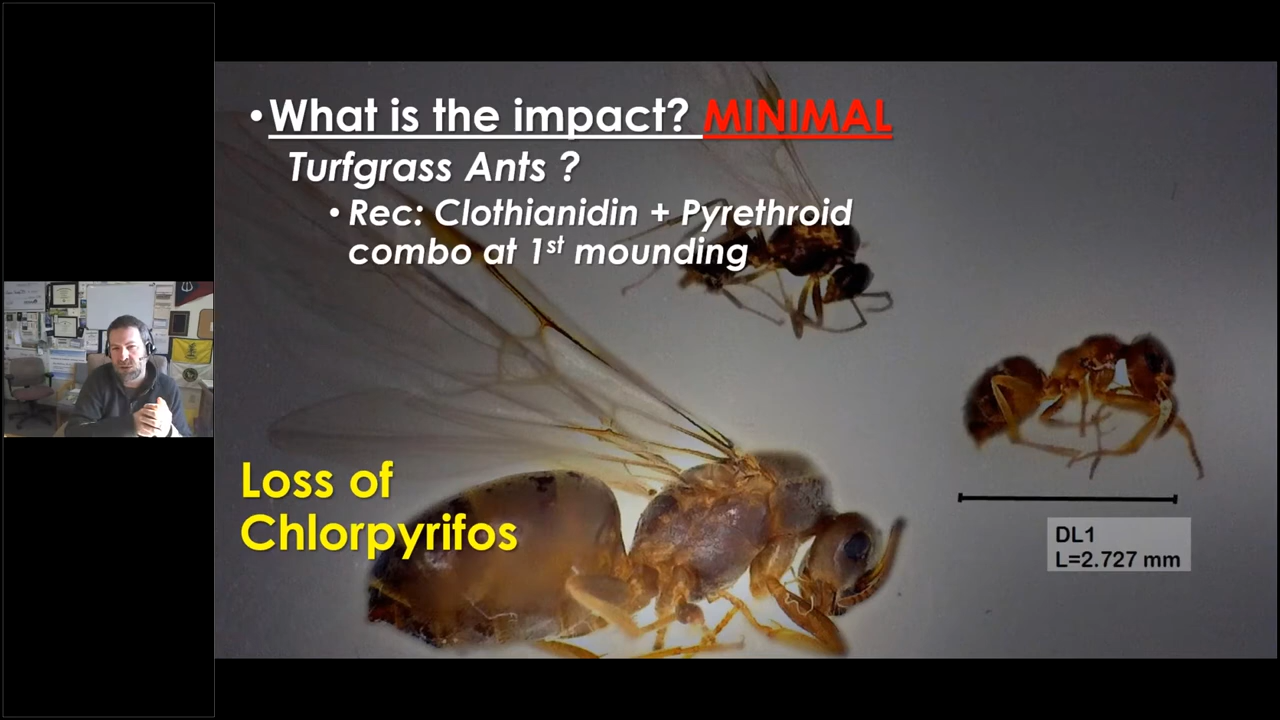 •What is the impact? MINIMAL
Turfgrass Ants ?
•Rec: Clothianidin + Pyrethroid
combo at 1st mounding
Loss of
Chlorpyrifos
DL1
L=2.727 mm